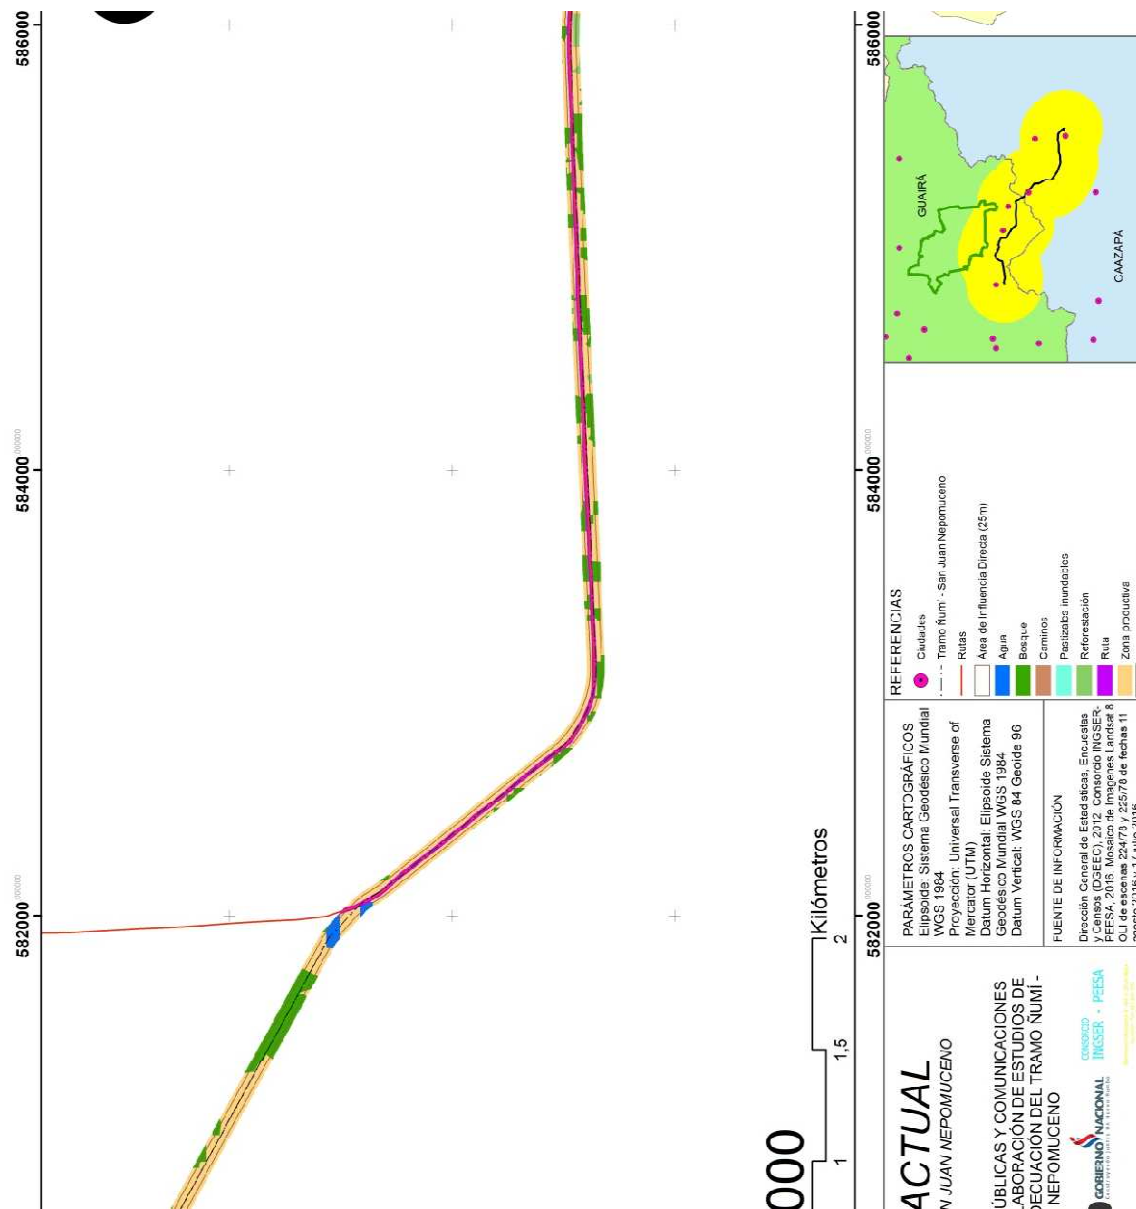 586000
584000
582000
586000
584000
582000
GUAIRÁ
CAAZAPÁ
REFERENCIAS
Ciudades
Tramo Ñumí - San Juan Nepomuceno
Rutas
Área de Influencia Directa (25m)
Agua
Bosque
Caminos
Pastizales inundables
Reforestación
Ruta
Zona productiva
PARÁMETROS CARTOGRÁFICOS
Elipsoide: Sistema Geodésico Mundial
WGS 1984
Proyección: Universal Transverse of
Mercator (UTM)
Datum Horizontal: Elipsoide Sistema
Geodésico Mundial WGS 1984
Datum Vertical: WGS 84 Geoide 96
FUENTE DE INFORMACIÓN
Dirección General de Estadísticas, Encuestas
y Censos (DGEEC), 2012. Consorcio INGSER-
PEESA, 2016. Mosaico de Imagenes Landsat 8
OLI de escenas 224/78 y 225/78 de fechas 11
Kilómetros
2
1,5
1
000
ACTUAL
N JUAN NEPOMUCENO
ÚBLICAS Y COMUNICACIONES
LABORACIÓN DE ESTUDIOS DE
DECUACIÓN DEL TRAMO ÑUMÍ -
NEPOMUCENO
CONSORCIO
INGSER - PEESA
GOBIERNO NACIONAL